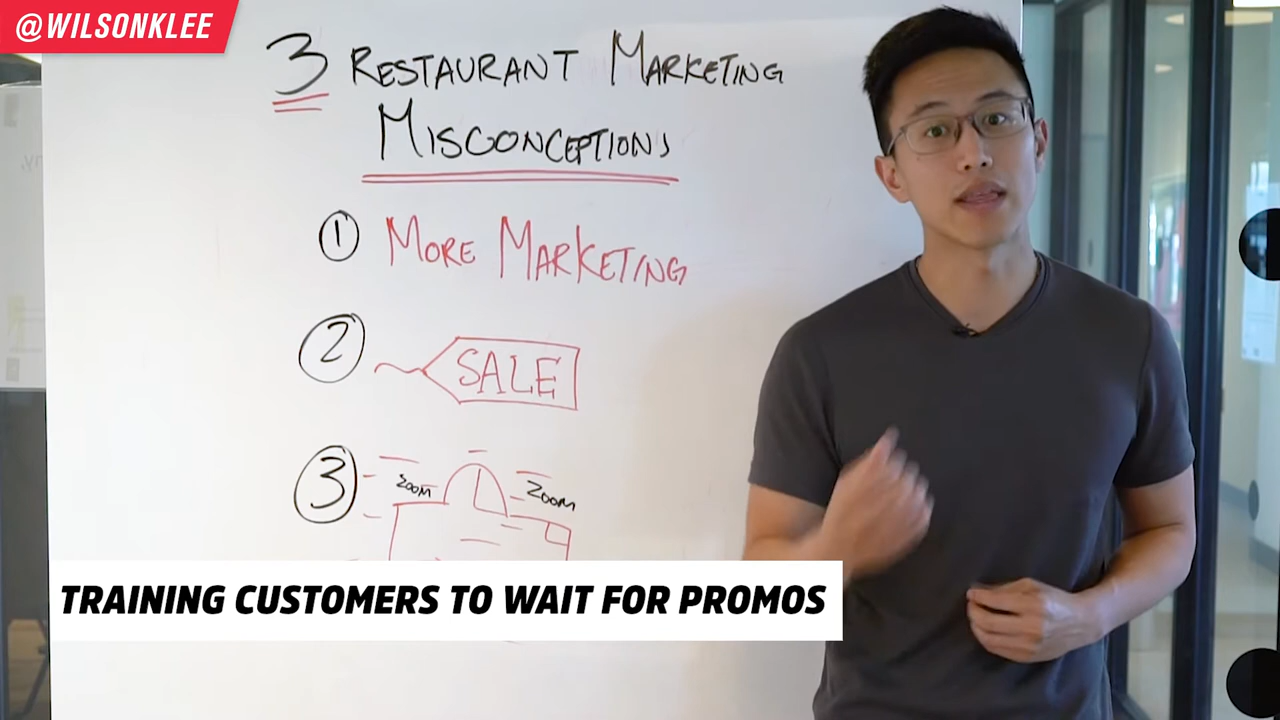 @WILSONKLEE
3 RESTAURANT MARKETING
MISCONCEPTIONS
1 MORE MARKETING
2 SALE
3 ZOOM ZOOM
TRAINING CUSTOMERS TO WAIT FOR PROMOS